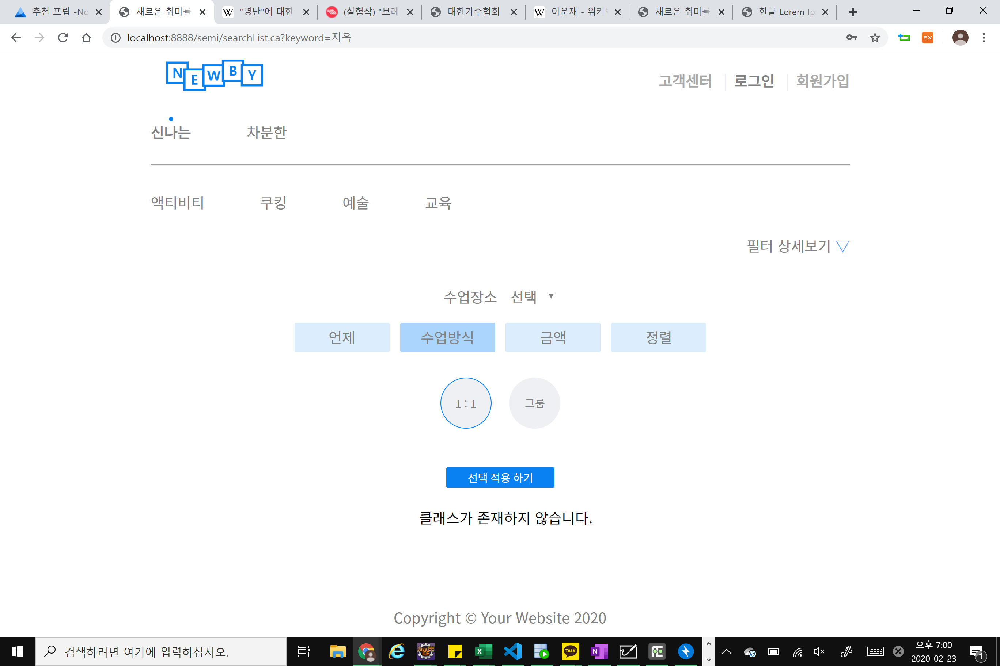 추천 프립 -No
새로운 취미를
"명단"에 대한
(실험작) "브레
대한가수협회
이운재 - 위키
새로운 취미를
한글 Lorem Ip
localhost:8888/semi/searchList.ca?keyword=지옥
EX
NEWBY
고객센터 로그인 회원가입
신나는 차분한
액티비티 쿠킹 예술 교육
필터 상세보기 ▽
수업장소 선택 ▼
언제 수업방식 금액 정렬
1 : 1 그룹
선택 적용 하기
클래스가 존재하지 않습니다.
Copyright © Your Website 2020
검색하려면 여기에 입력하십시오.
Java EE
IDE
TALK
오후 7:00
2020-02-23
1